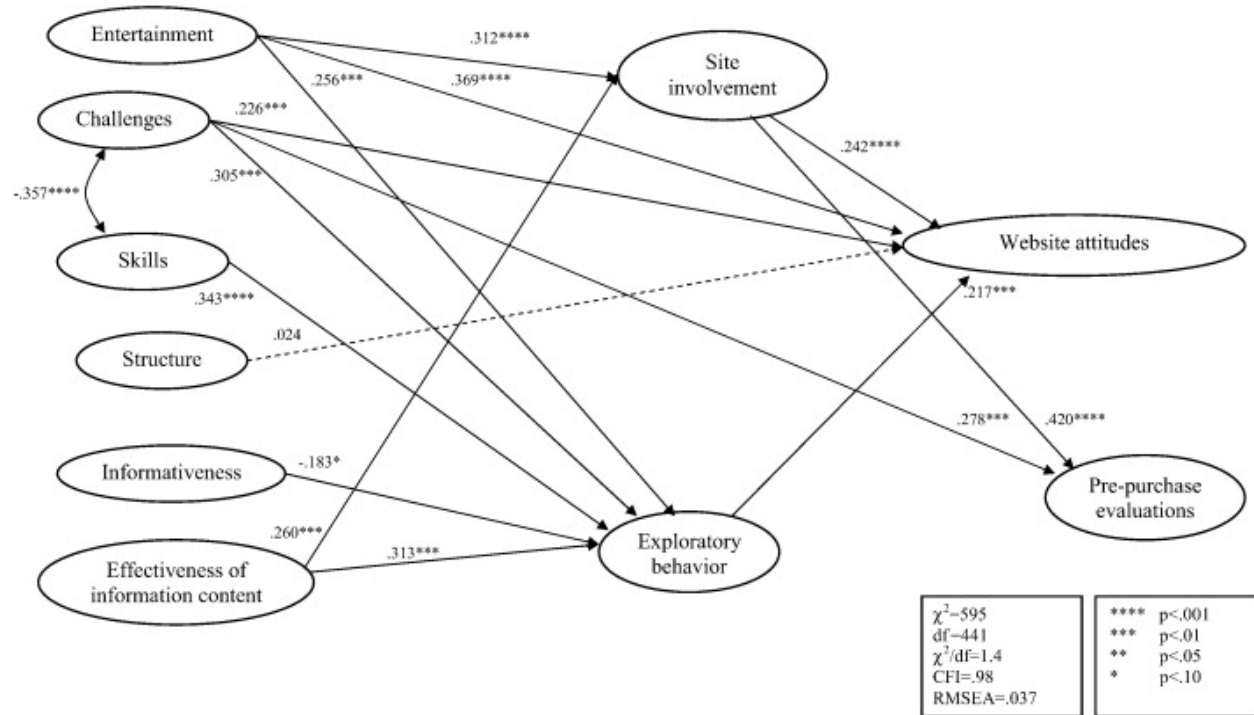 Entertainment
.312****
Site
involvement
.256***
.369****
Challenges
.226***
.242****
.305***
-.357****
Skills
Website attitudes
.343****
.217***
.024
Structure
.278***
.420****
Informativeness
-.183*
Pre-purchase
evaluations
.260***
.313***
Exploratory
behavior
Effectiveness of
information content
χ²=595
df=441
χ²/df=1.4
CFI=.98
RMSEA=.037
**** p<.001
*** p<.01
** p<.05
* p<.10